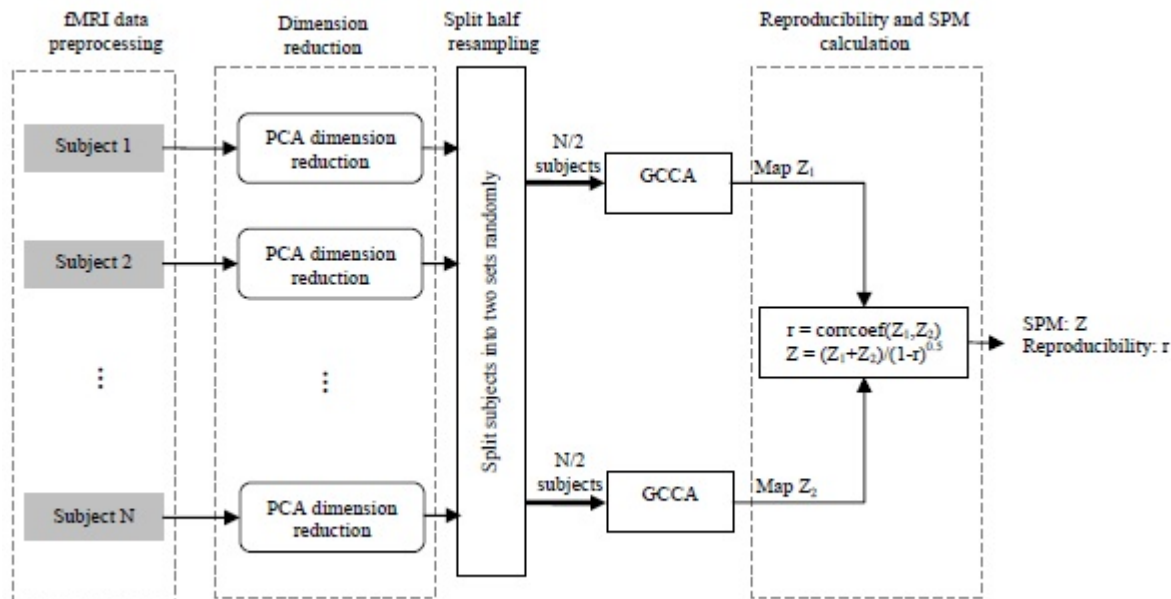 fMRI data
preprocessing
Dimension
reduction
Split half
resampling
Reproducibility and SPM
calculation
Subject 1
PCA dimension
reduction
Subject 2
PCA dimension
reduction
⋮
⋮
Subject N
PCA dimension
reduction
Split subjects into two sets randomly
N/2
subjects
GCCA
Map Z₁
N/2
subjects
GCCA
Map Z₂
r = corrcoef(Z₁,Z₂)
Z = (Z₁+Z₂)/(1-r)^0.5
SPM: Z
Reproducibility: r